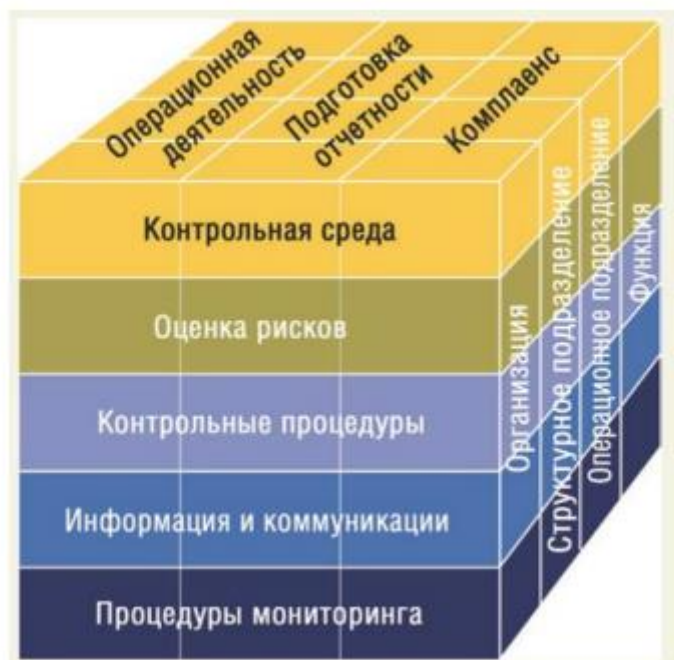 Операционная
деятельность
Подготовка
отчетности
Комплаенс
Контрольная среда
Оценка рисков
Контрольные процедуры
Информация и коммуникации
Процедуры мониторинга
Организация
Структурное подразделение
Операционное подразделение
Функция